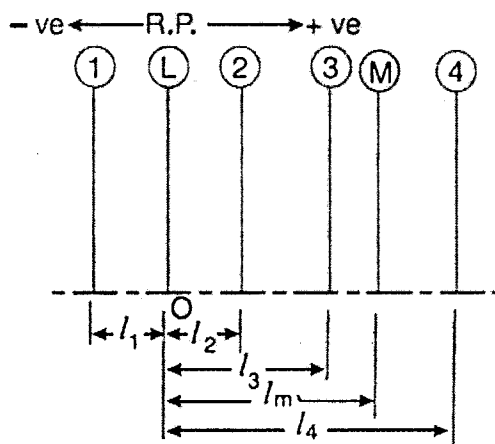 – ve ← R.P. → + ve
1 L 2 3 M 4
O
l1 l2
l3
lm
l4